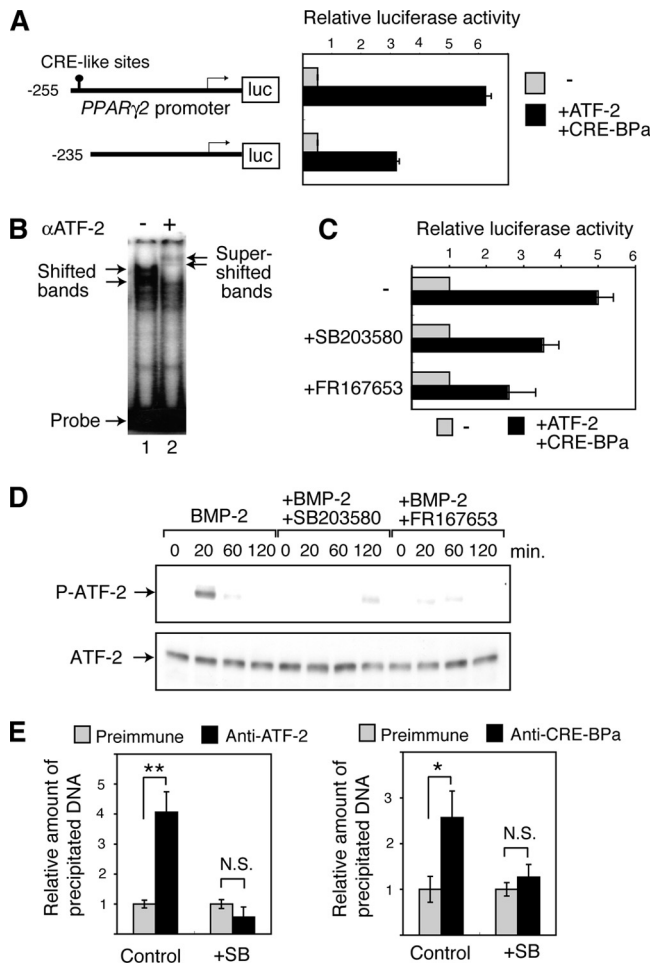 A
Relative luciferase activity
1 2 3 4 5 6
CRE-like sites
-255
luc
PPARγ2 promoter
-235
luc
-
+ATF-2
+CRE-BPa
B
αATF-2 - +
Shifted
bands
Super-
shifted
bands
Probe
1 2
C
Relative luciferase activity
1 2 3 4 5 6
-
+SB203580
+FR167653
-
+ATF-2
+CRE-BPa
D
BMP-2
+BMP-2
+SB203580
+BMP-2
+FR167653
0 20 60 120 0 20 60 120 0 20 60 120 min.
P-ATF-2
ATF-2
E
Preimmune Anti-ATF-2
Relative amount of
precipitated DNA
5
4
3
2
1
**
N.S.
Control +SB
Preimmune Anti-CRE-BPa
Relative amount of
precipitated DNA
3
2
1
*
N.S.
Control +SB